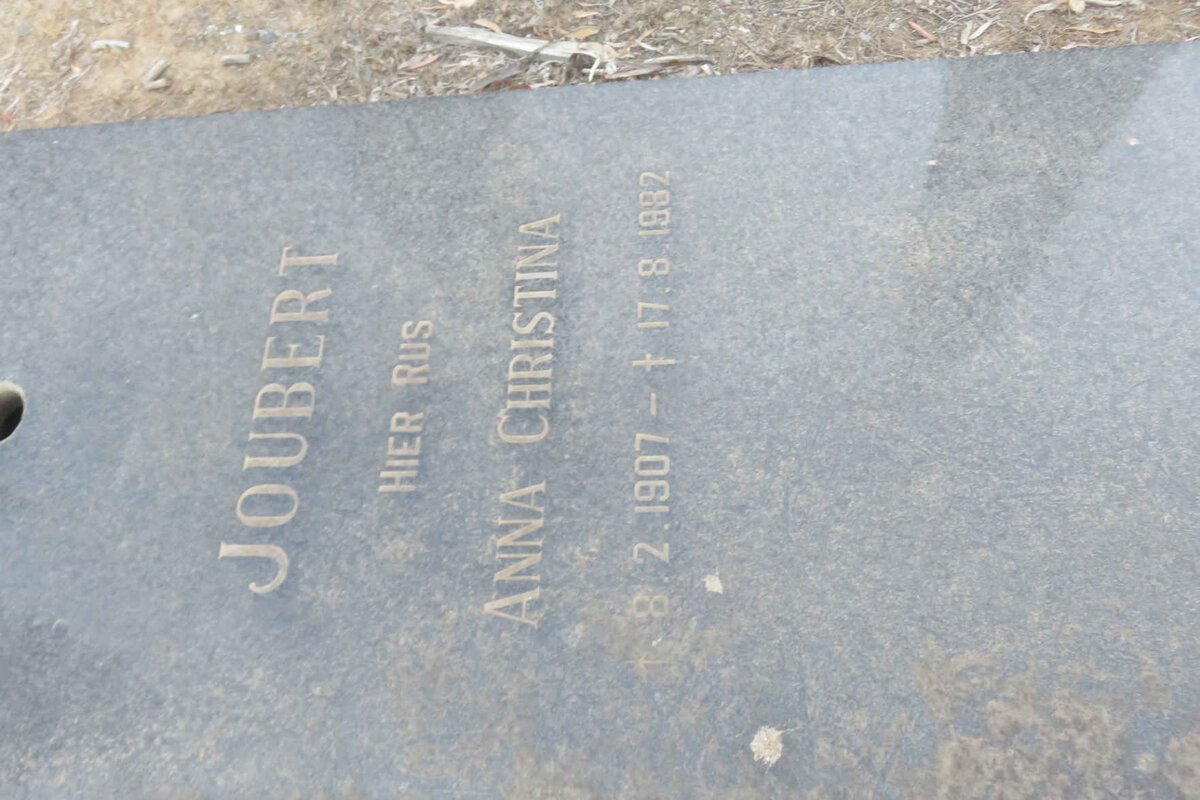 JOUBERT
HIER RUS
ANNA CHRISTINA
* 8.2.1907 – † 17.8.1982